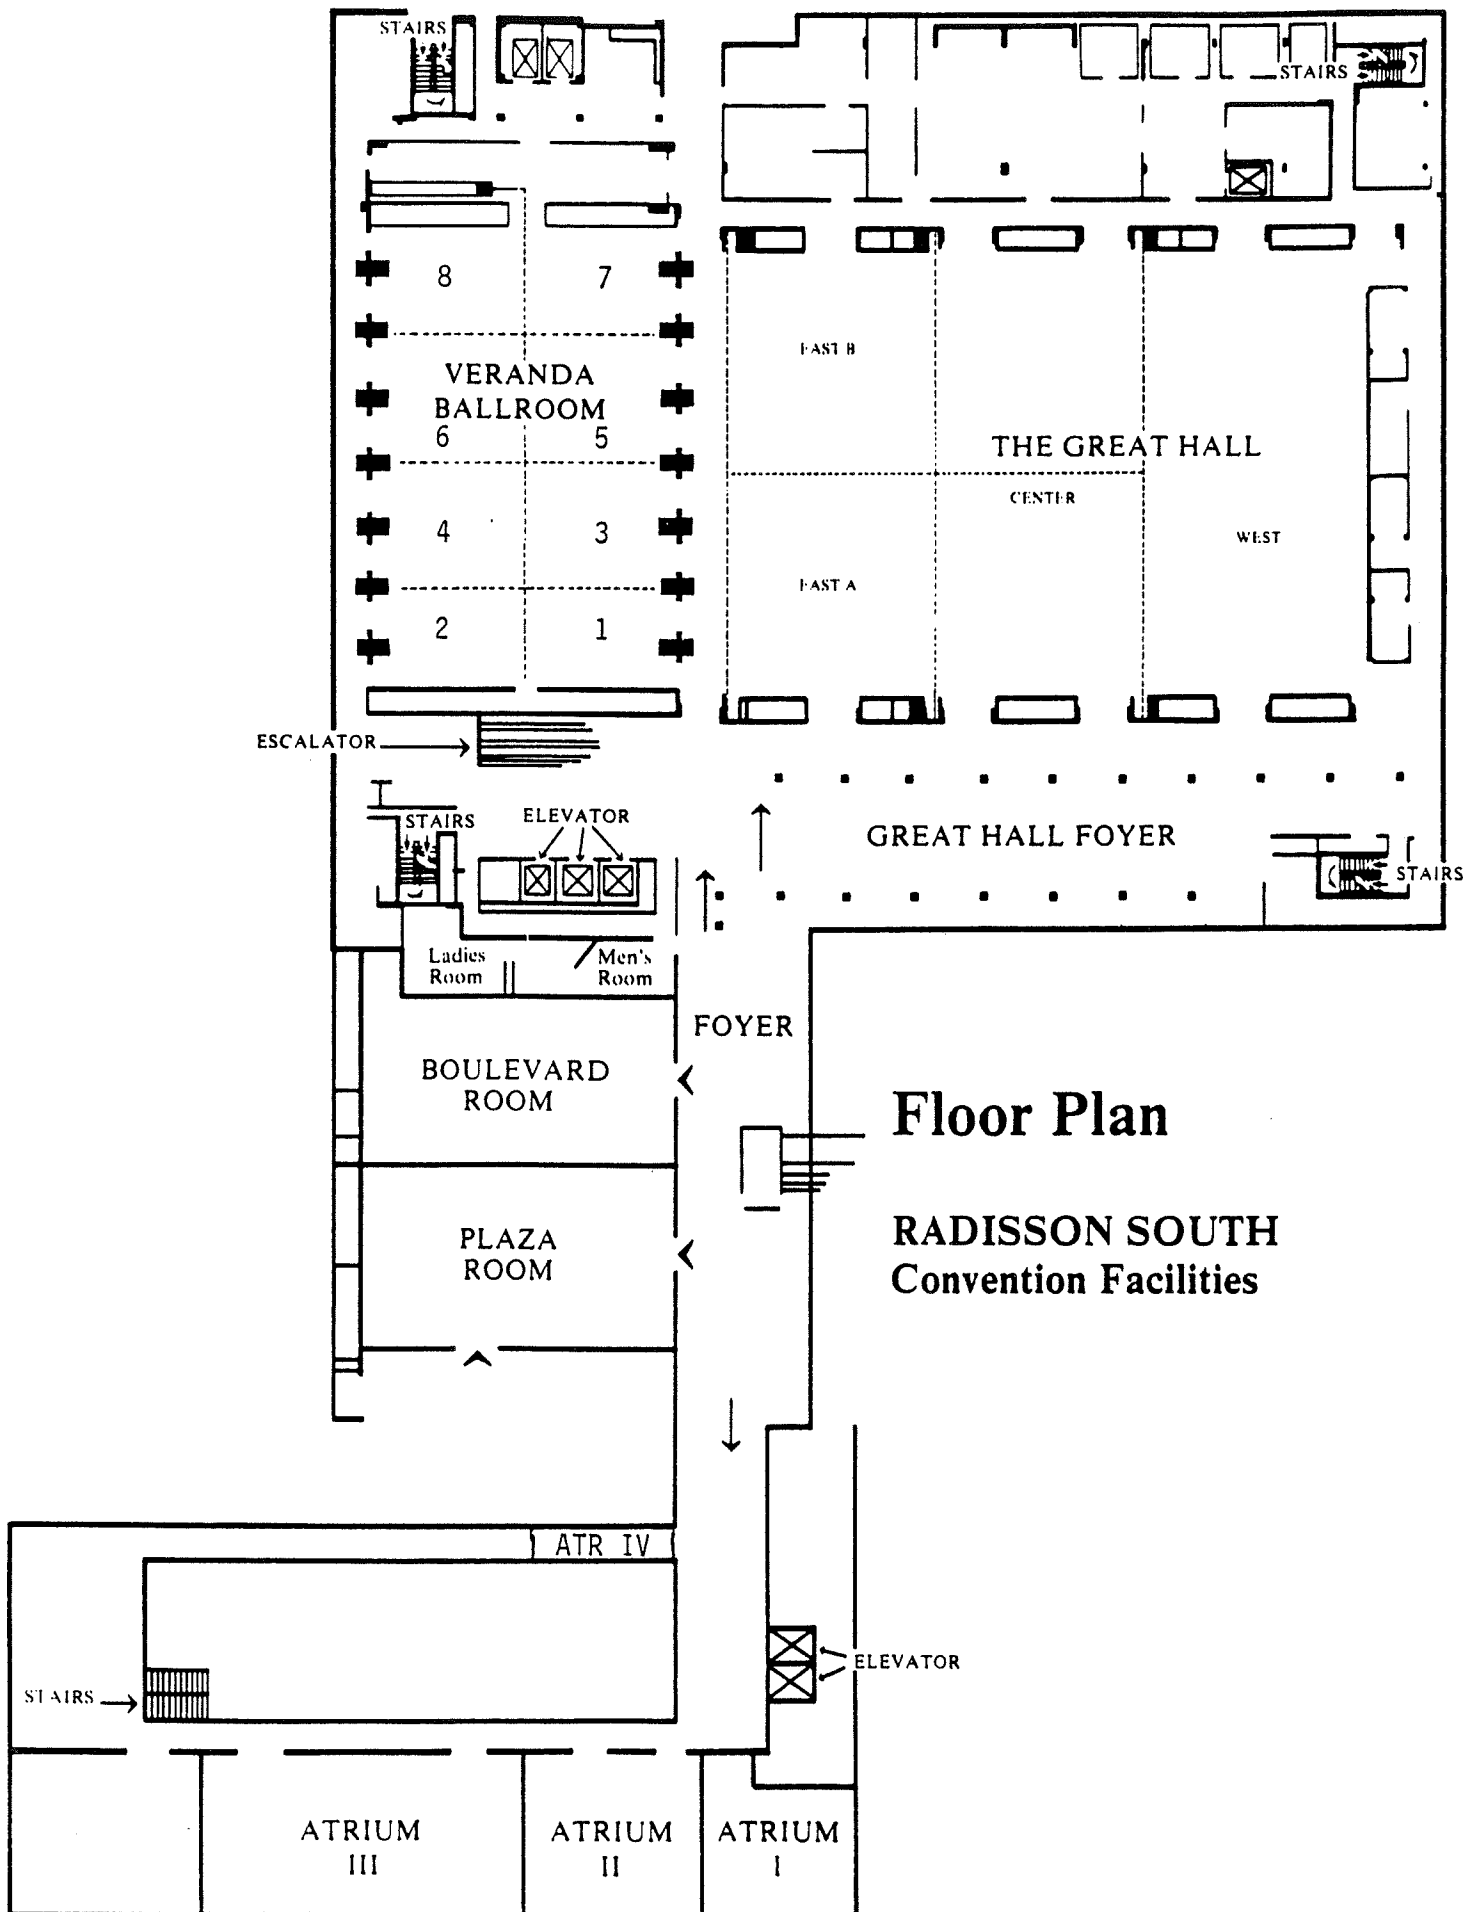 STAIRS
STAIRS
8
7
VERANDA
BALLROOM
6
5
4
3
2
1
EAST B
THE GREAT HALL
CENTER
WEST
EAST A
ESCALATOR
STAIRS
ELEVATOR
GREAT HALL FOYER
STAIRS
Ladies
Room
Men's
Room
FOYER
BOULEVARD
ROOM
PLAZA
ROOM
Floor Plan
RADISSON SOUTH
Convention Facilities
ATR IV
STAIRS
ELEVATOR
ATRIUM
III
ATRIUM
II
ATRIUM
I